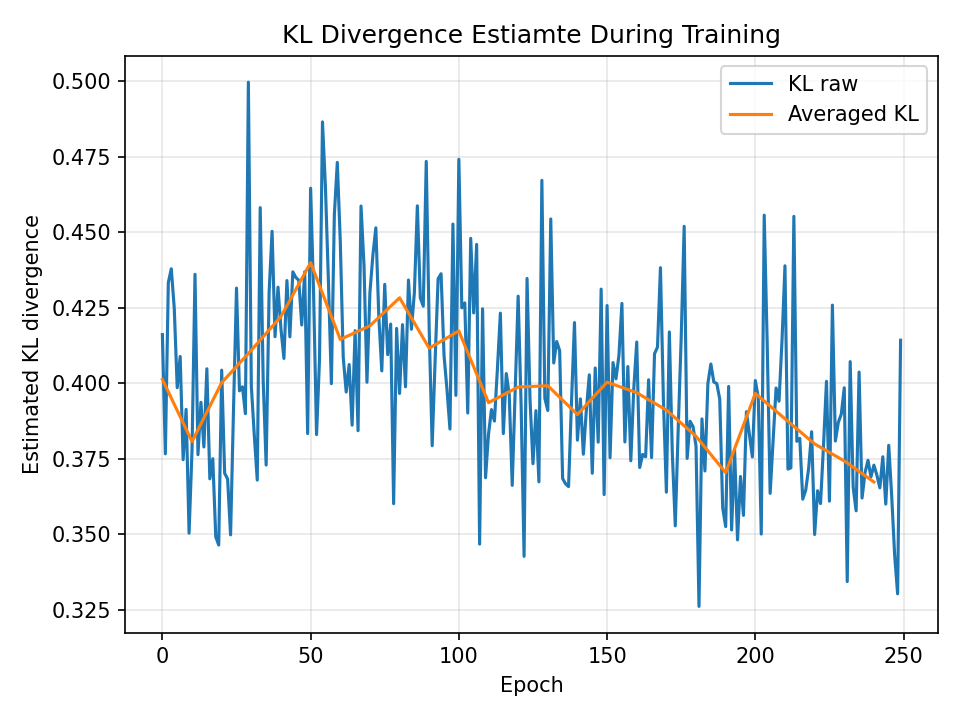 KL Divergence Estiamte During Training
KL raw
Averaged KL
Estimated KL divergence
0.500
0.475
0.450
0.425
0.400
0.375
0.350
0.325
0 50 100 150 200 250
Epoch